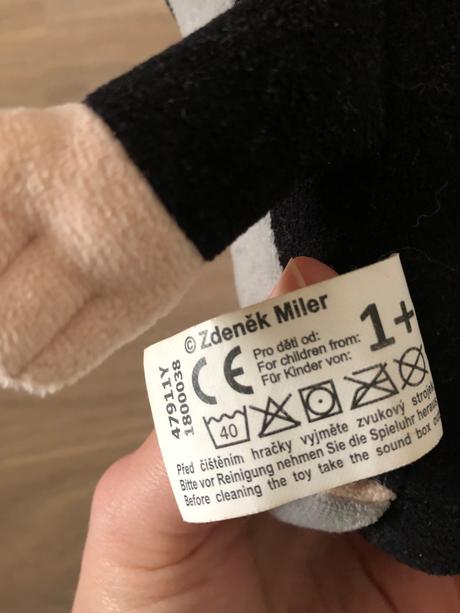 © Zdeněk Miler
47911Y
1800038
CE
Pro děti od:
For children from:
Für Kinder von:
1+
40
Před čištěním hračky vyjměte zvukový
Bitte vor Reinigung nehmen Sie die Spieluhr
Before cleaning the toy take the sound box